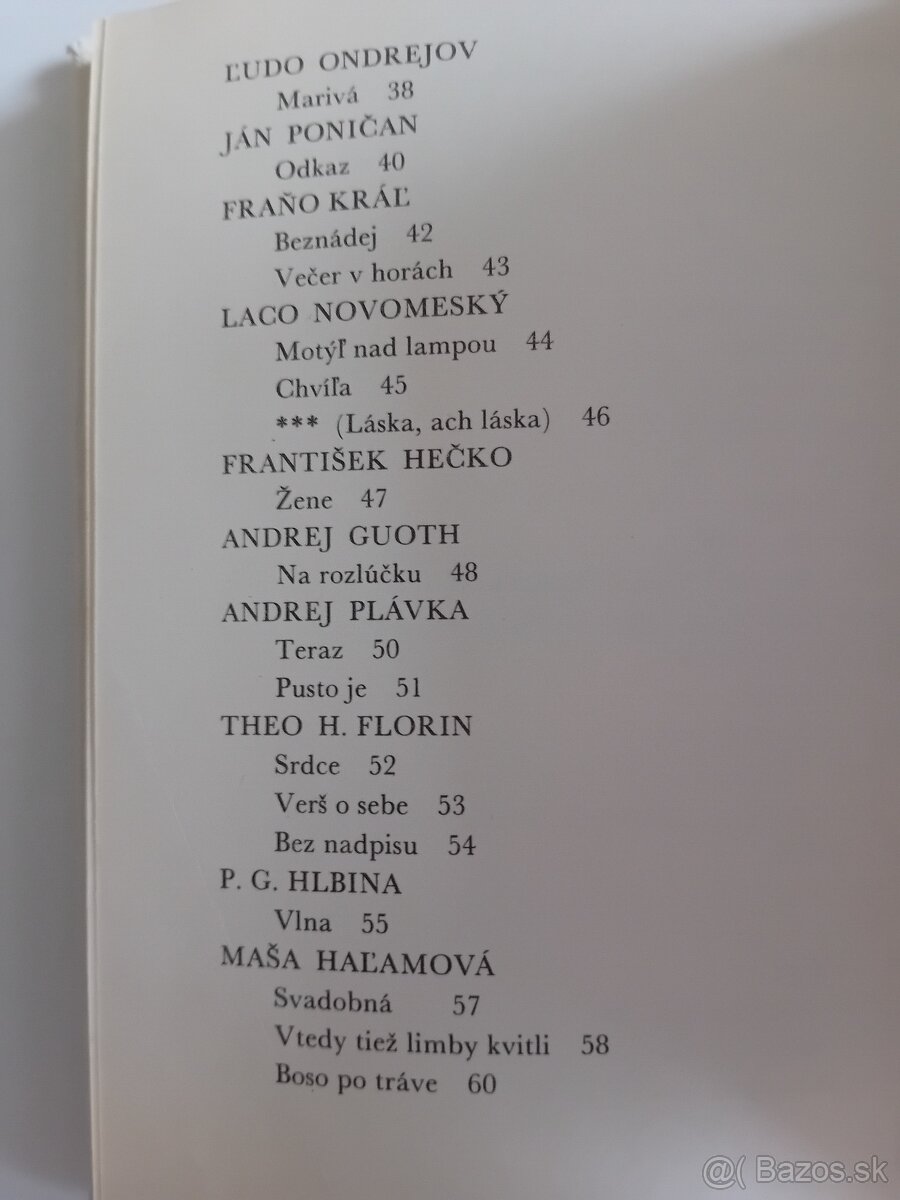 ĽUDO ONDREJOV
Marivá 38
JÁN PONIČAN
Odkaz 40
FRAŇO KRÁĽ
Beznádej 42
Večer v horách 43
LACO NOVOMESKÝ
Motýľ nad lampou 44
Chvíľa 45
*** (Láska, ach láska) 46
FRANTIŠEK HEČKO
Žene 47
ANDREJ GUOTH
Na rozlúčku 48
ANDREJ PLÁVKA
Teraz 50
Pusto je 51
THEO H. FLORIN
Srdce 52
Verš o sebe 53
Bez nadpisu 54
P. G. HLBINA
Vlna 55
MAŠA HAĽAMOVÁ
Svadobná 57
Vtedy tiež limby kvitli 58
Boso po tráve 60
@( Bazos.sk